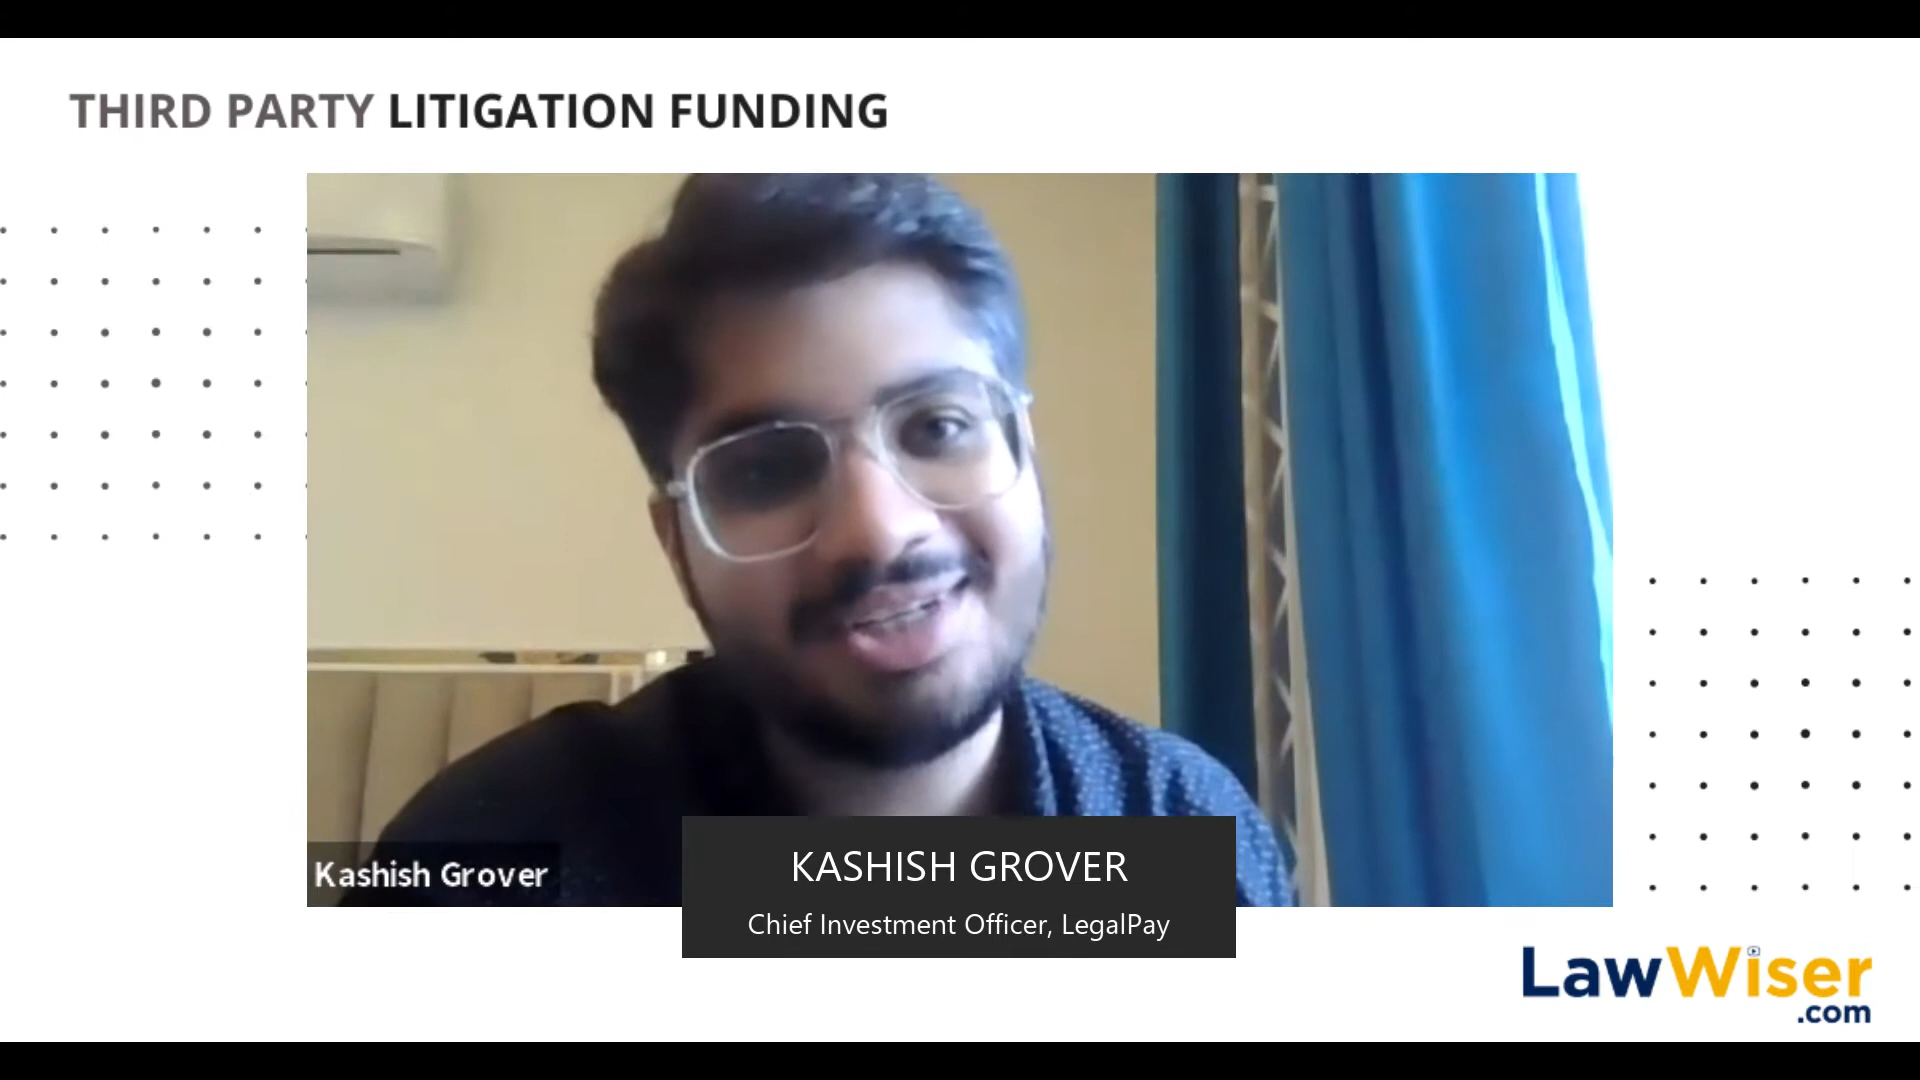 THIRD PARTY LITIGATION FUNDING
Kashish Grover
KASHISH GROVER
Chief Investment Officer, LegalPay
LawWiser
.com